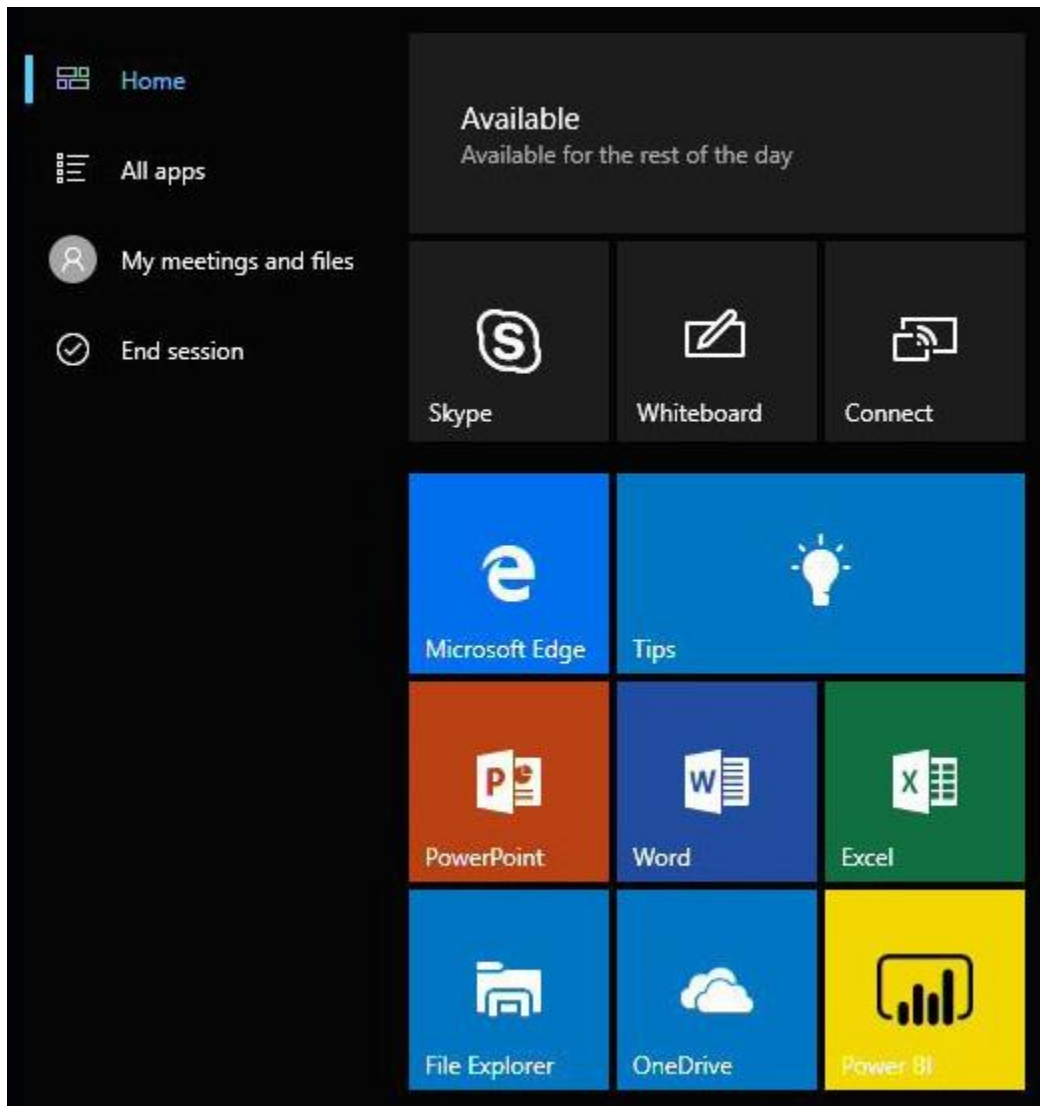 Home
All apps
My meetings and files
End session
Available
Available for the rest of the day
Skype
Whiteboard
Connect
Microsoft Edge
Tips
PowerPoint
Word
Excel
File Explorer
OneDrive
Power BI